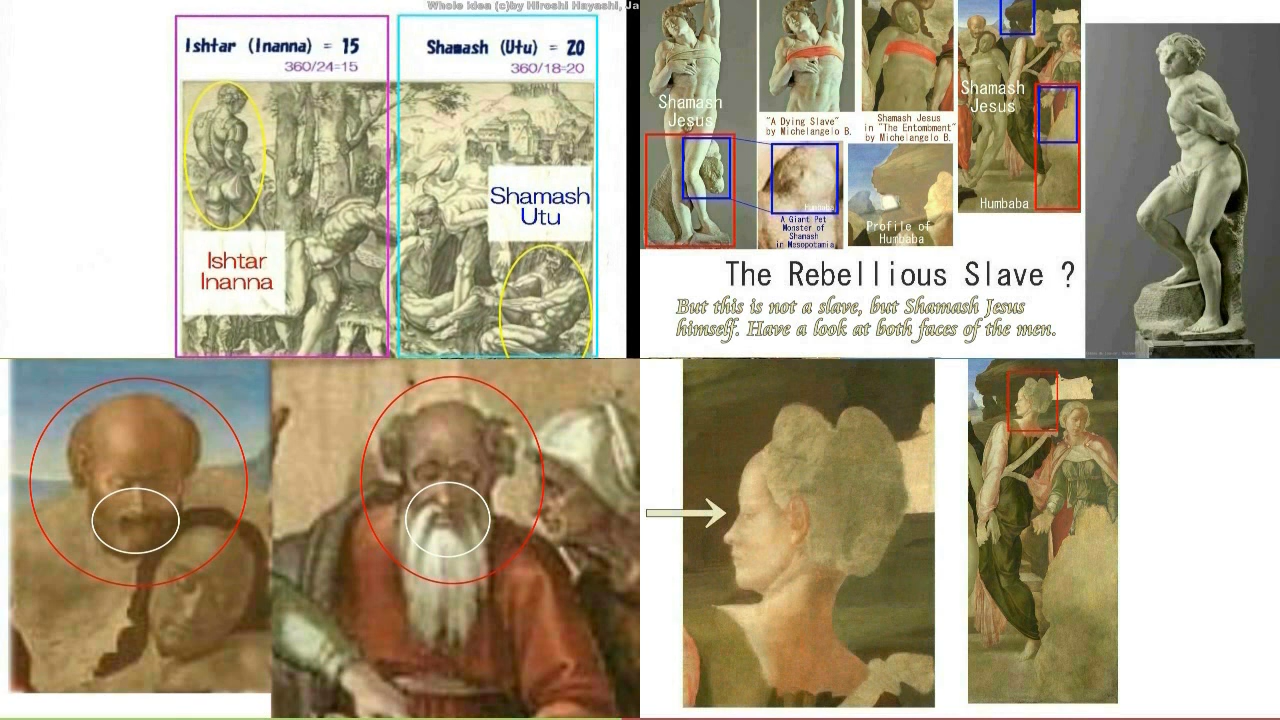 Whole idea (c)by Hiroshi Hayashi, Ja
Ishtar (Inanna) = 15
360/24=15
Shamash (Utu) = 20
360/18=20
Shamash
Utu
Ishtar
Inanna
Shamash
Jesus
"A Dying Slave"
by Michelangelo B.
Shamash Jesus
in "The Entombment"
by Michelangelo B.
Shamash
Jesus
Humbaba
A Giant Pet
Monster of
Shamash
in Mesopotamia
Profile of
Humbaba
Humbaba
The Rebellious Slave ?
But this is not a slave, but Shamash Jesus
himself. Have a look at both faces of the men.